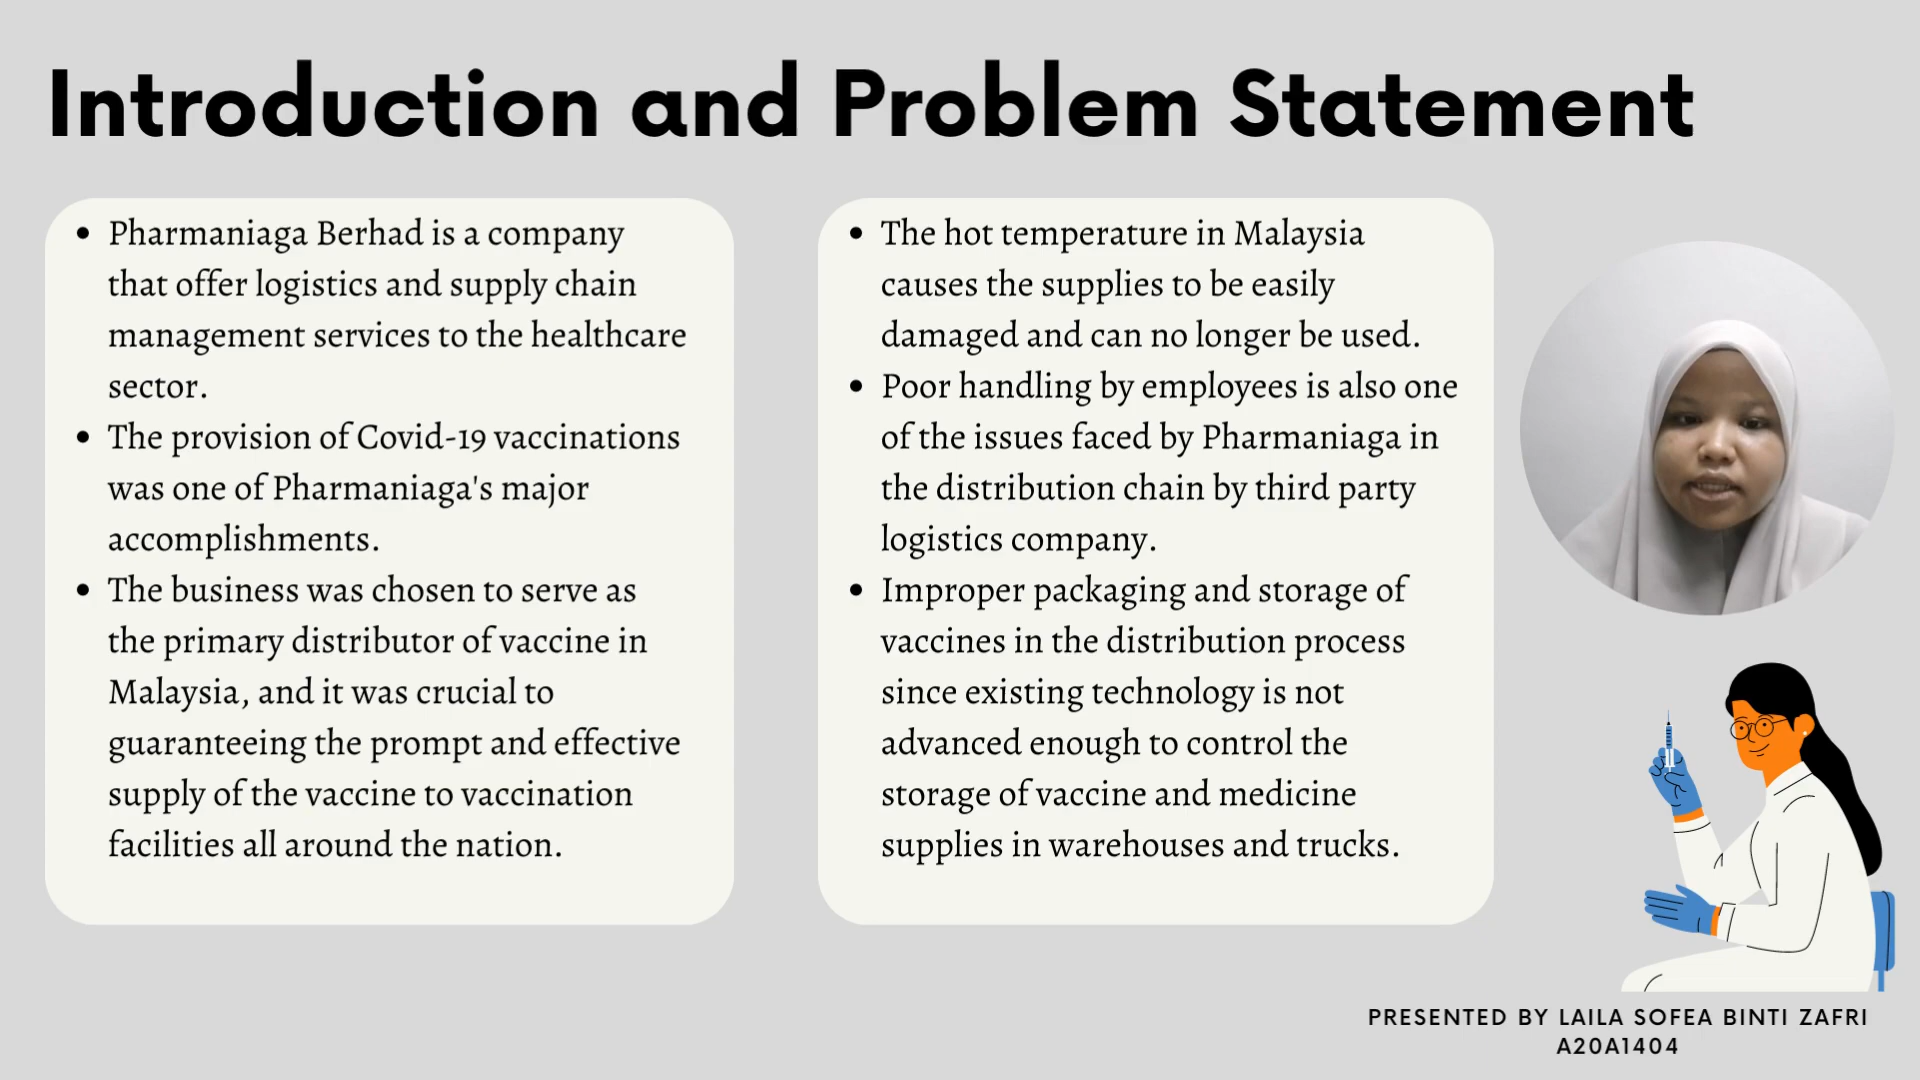 Introduction and Problem Statement
Pharmaniaga Berhad is a company
that offer logistics and supply chain
management services to the healthcare
sector.
The provision of Covid-19 vaccinations
was one of Pharmaniaga's major
accomplishments.
The business was chosen to serve as
the primary distributor of vaccine in
Malaysia, and it was crucial to
guaranteeing the prompt and effective
supply of the vaccine to vaccination
facilities all around the nation.
The hot temperature in Malaysia
causes the supplies to be easily
damaged and can no longer be used.
Poor handling by employees is also one
of the issues faced by Pharmaniaga in
the distribution chain by third party
logistics company.
Improper packaging and storage of
vaccines in the distribution process
since existing technology is not
advanced enough to control the
storage of vaccine and medicine
supplies in warehouses and trucks.
PRESENTED BY LAILA SOFEA BINTI ZAFRI
A20A1404